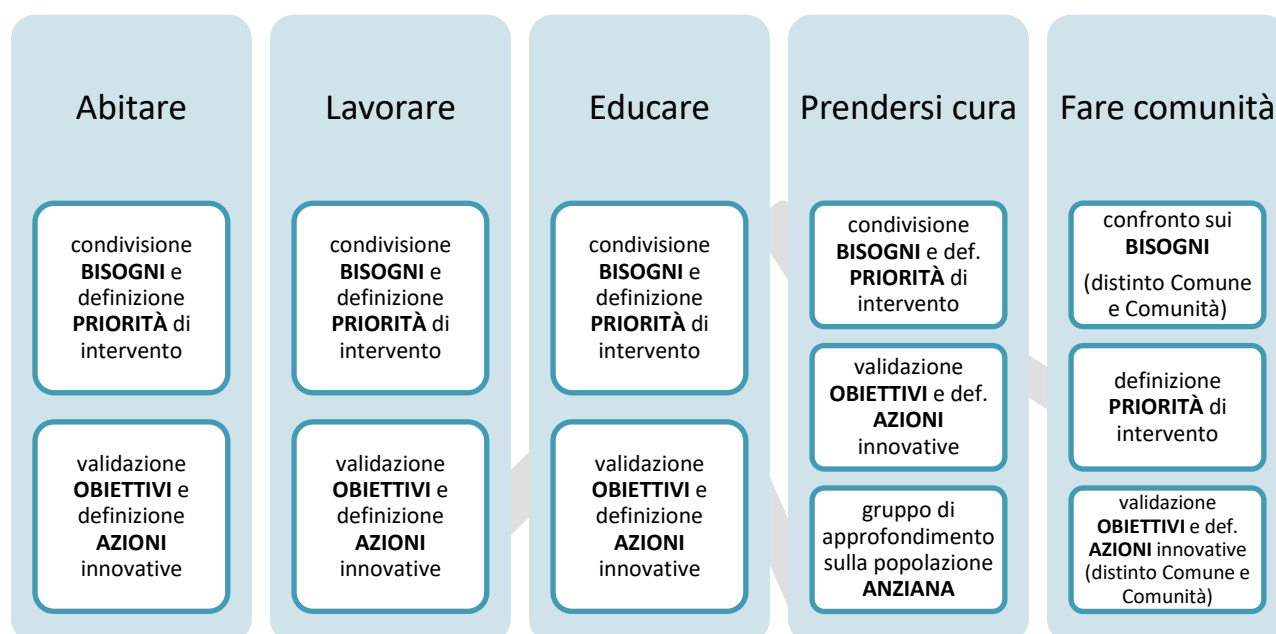 Abitare
condivisione
BISOGNI e
definizione
PRIORITÀ di
intervento
validazione
OBIETTIVI e
definizione
AZIONI
innovative
Lavorare
condivisione
BISOGNI e
definizione
PRIORITÀ di
intervento
validazione
OBIETTIVI e
definizione
AZIONI
innovative
Educare
condivisione
BISOGNI e
definizione
PRIORITÀ di
intervento
validazione
OBIETTIVI e
definizione
AZIONI
innovative
Prendersi cura
condivisione
BISOGNI e def.
PRIORITÀ di
intervento
validazione
OBIETTIVI e def.
AZIONI
innovative
gruppo di
approfondimento
sulla popolazione
ANZIANA
Fare comunità
confronto sui
BISOGNI
(distinto Comune
e Comunità)
definizione
PRIORITÀ di
intervento
validazione
OBIETTIVI e def.
AZIONI innovative
(distinto Comune e
Comunità)